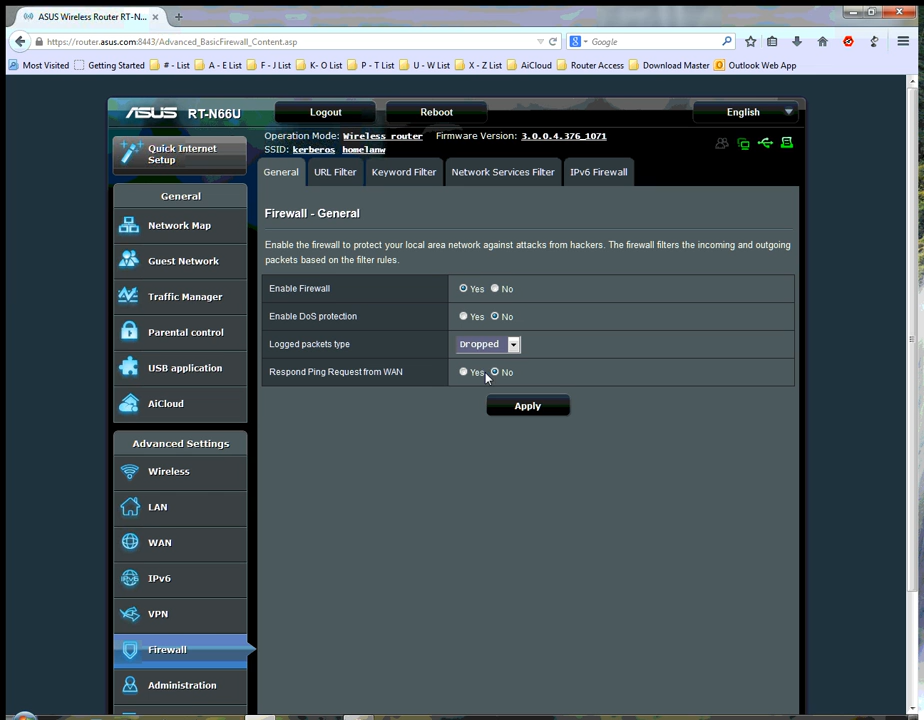 ASUS Wireless Router RT-N...
https://router.asus.com:8443/Advanced_BasicFirewall_Content.asp
Google
Most Visited Getting Started # - List A - E List F - J List K- O List P - T List U - W List X - Z List AiCloud Router Access Download Master Outlook Web App
ASUS RT-N66U Logout Reboot English
Operation Mode: Wireless router Firmware Version: 3.0.0.4.376_1071
SSID: kerberos homelanw
Quick Internet
Setup
General URL Filter Keyword Filter Network Services Filter IPv6 Firewall
General
Network Map
Guest Network
Traffic Manager
Parental control
USB application
AiCloud
Advanced Settings
Wireless
LAN
WAN
IPv6
VPN
Firewall
Administration
Firewall - General
Enable the firewall to protect your local area network against attacks from hackers. The firewall filters the incoming and outgoing
packets based on the filter rules.
Enable Firewall Yes No
Enable DoS protection Yes No
Logged packets type Dropped
Respond Ping Request from WAN Yes No
Apply